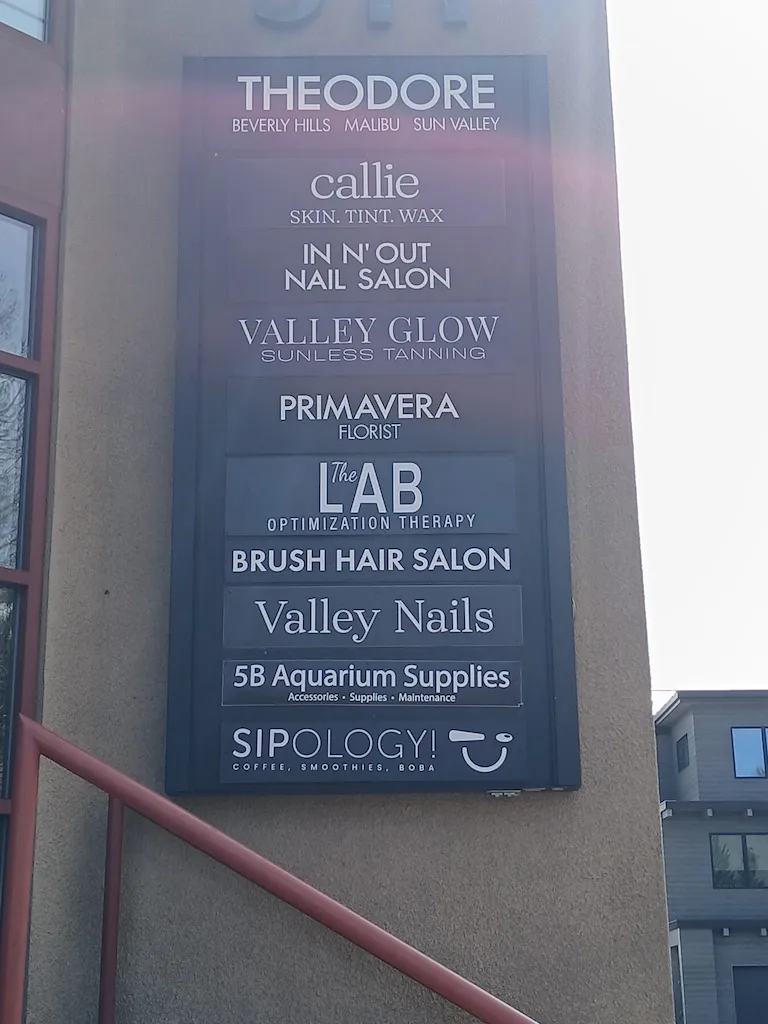 THEODORE
BEVERLY HILLS MALIBU SUN VALLEY
callie
SKIN. TINT. WAX
IN N' OUT
NAIL SALON
VALLEY GLOW
SUNLESS TANNING
PRIMAVERA
FLORIST
The LAB
OPTIMIZATION THERAPY
BRUSH HAIR SALON
Valley Nails
5B Aquarium Supplies
Accessories • Supplies • Maintenance
SIPOLOGY!
COFFEE, SMOOTHIES, BOBA